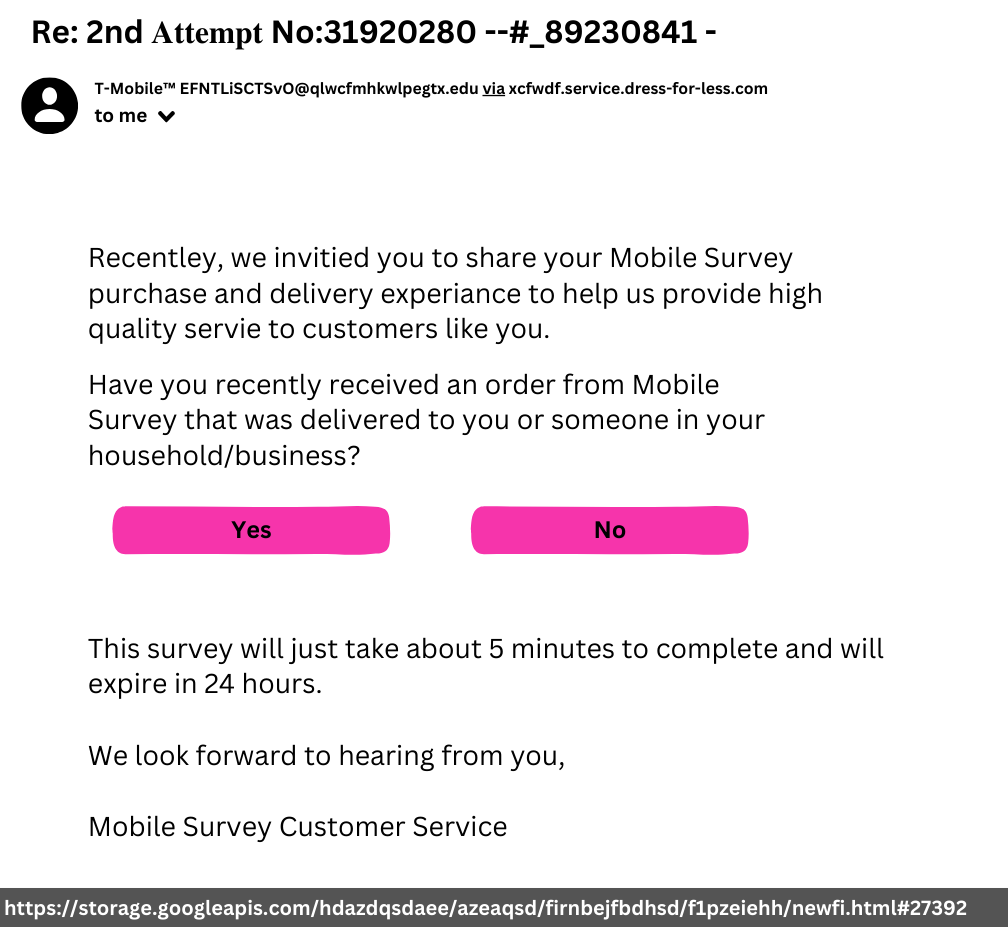 Re: 2nd Attempt No:31920280 --#_89230841 -
T-Mobile™ EFNTLiSCTSvO@qlwcfmhkwlpegtx.edu via xcfwdf.service.dress-for-less.com
to me
Recentley, we invitied you to share your Mobile Survey
purchase and delivery experiance to help us provide high
quality servie to customers like you.
Have you recently received an order from Mobile
Survey that was delivered to you or someone in your
household/business?
Yes No
This survey will just take about 5 minutes to complete and will
expire in 24 hours.
We look forward to hearing from you,
Mobile Survey Customer Service
https://storage.googleapis.com/hdazdqsdaee/azeaqsd/firnbejfbdhsd/f1pzeiehh/newfi.html#27392